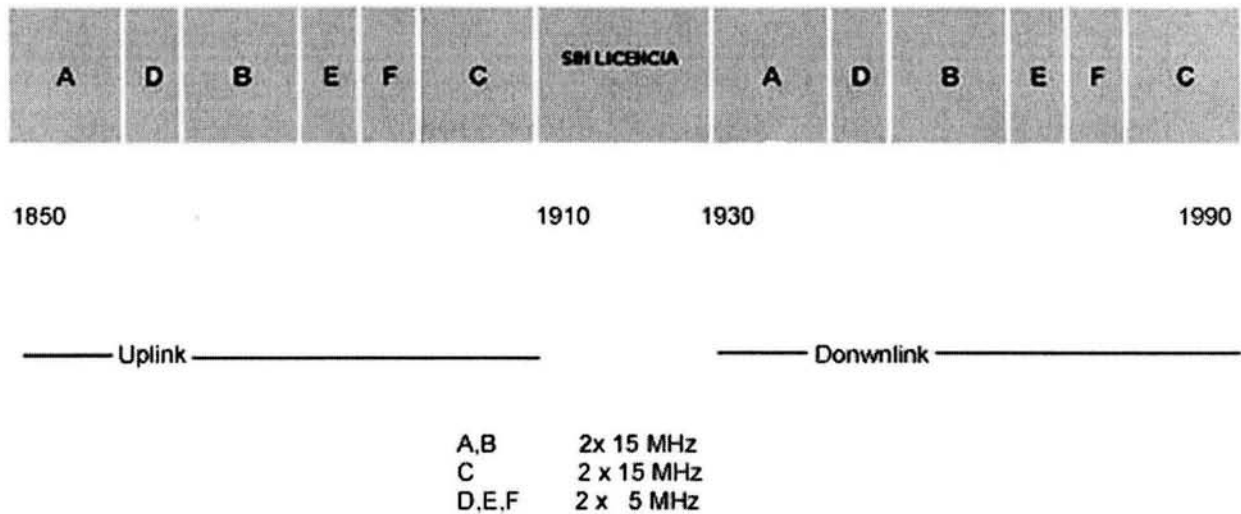 A D B E F C SIN LICENCIA A D B E F C
1850 1910 1930 1990
Uplink Donwnlink
A,B 2x 15 MHz
C 2 x 15 MHz
D,E,F 2 x 5 MHz